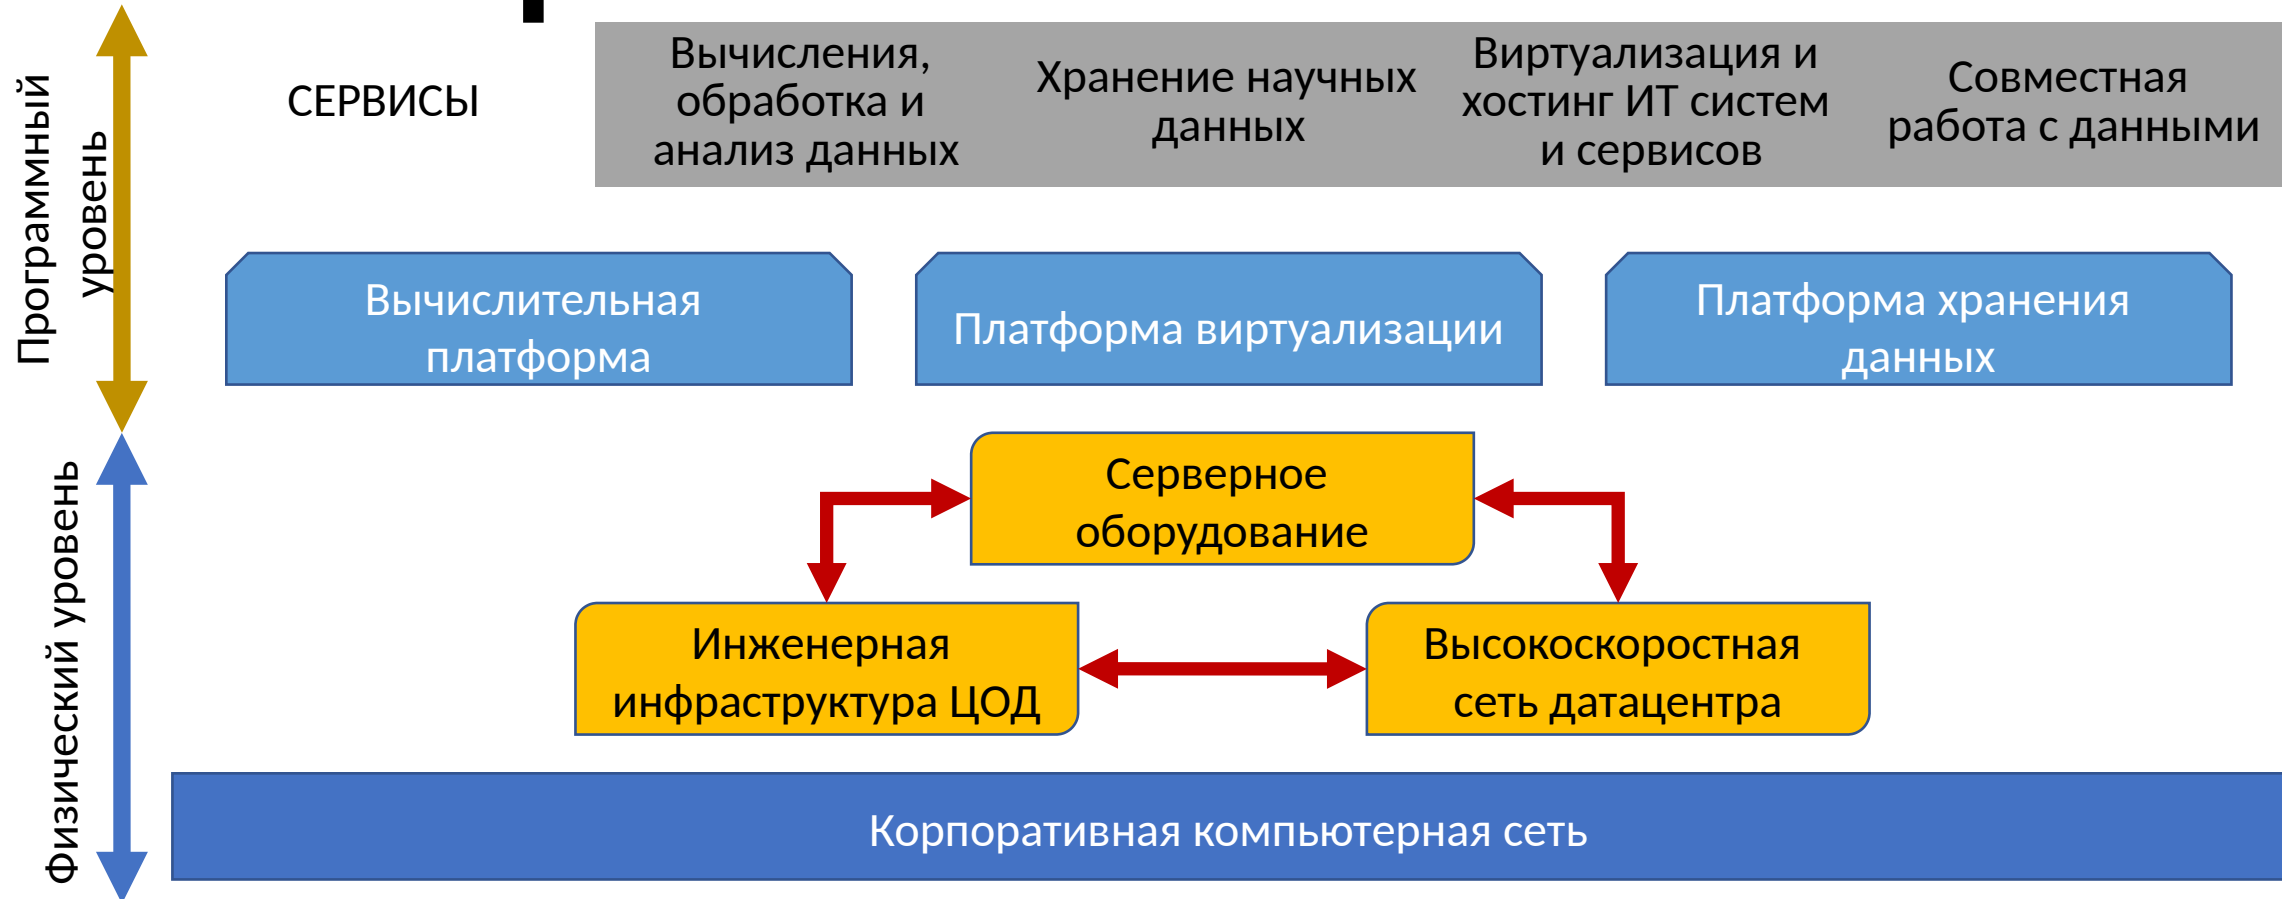 Программный
уровень
СЕРВИСЫ
Вычисления,
обработка и
анализ данных
Хранение научных
данных
Виртуализация и
хостинг ИТ систем
и сервисов
Совместная
работа с данными
Вычислительная
платформа
Платформа виртуализации
Платформа хранения
данных
Физический уровень
Серверное
оборудование
Инженерная
инфраструктура ЦОД
Высокоскоростная
сеть датацентра
Корпоративная компьютерная сеть